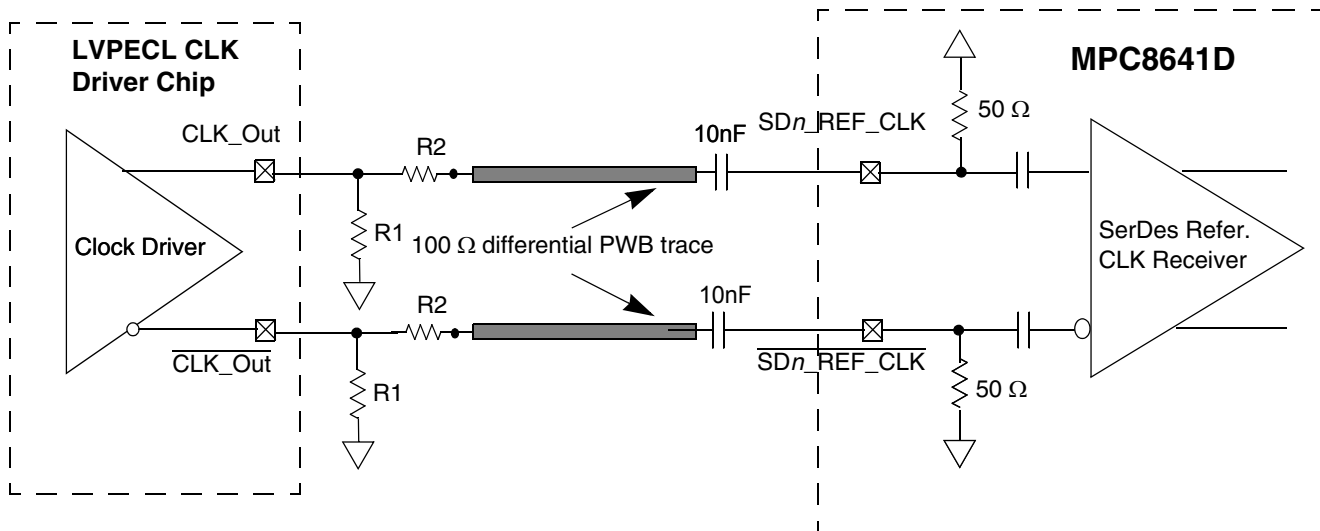 LVPECL CLK
Driver Chip
MPC8641D
CLK_Out
R2
10nF
SDn_REF_CLK
50 Ω
R1
Clock Driver
100 Ω differential PWB trace
SerDes Refer.
CLK Receiver
R2
10nF
CLK_Out
SDn_REF_CLK
R1
50 Ω